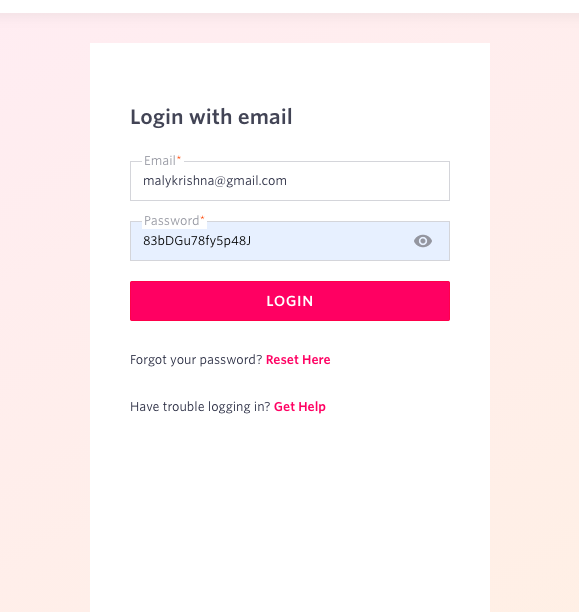 Login with email
Email*
malykrishna@gmail.com
Password*
83bDGu78fy5p48J
LOGIN
Forgot your password? Reset Here
Have trouble logging in? Get Help